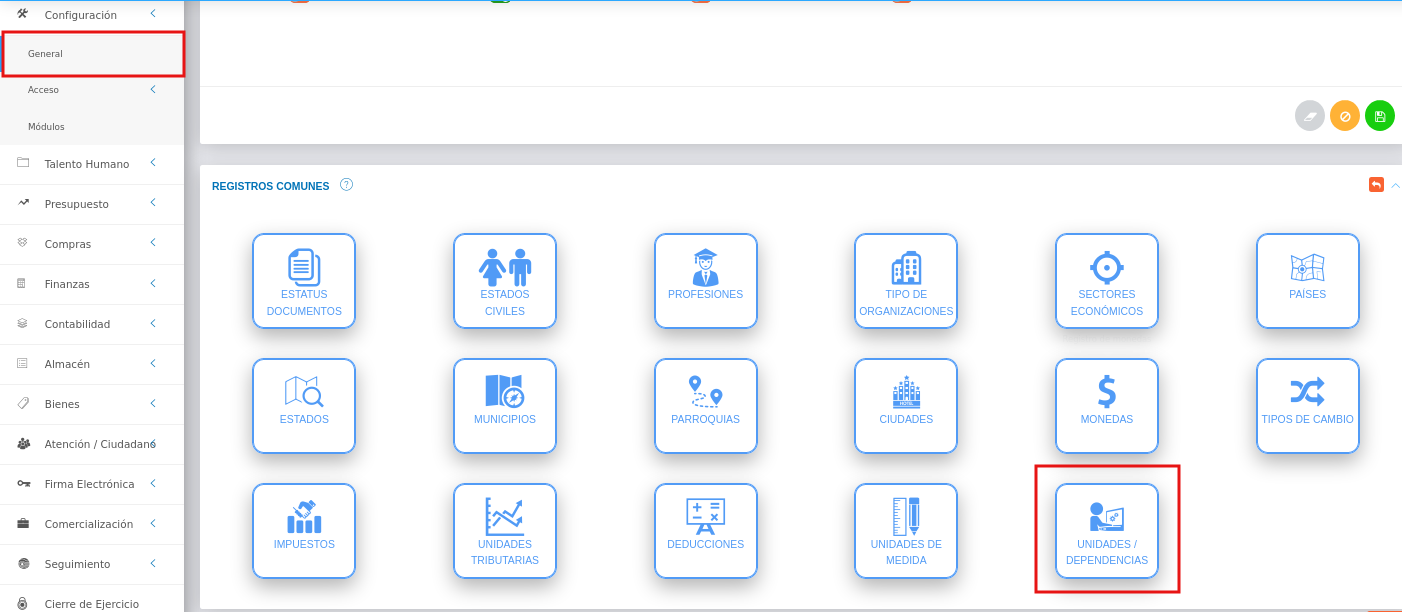 Configuración
General
Acceso
Módulos
Talento Humano
Presupuesto
Compras
Finanzas
Contabilidad
Almacén
Bienes
Atención / Ciudadano
Firma Electrónica
Comercialización
Seguimiento
Cierre de Ejercicio
REGISTROS COMUNES ?
ESTATUS
DOCUMENTOS
ESTADOS
CIVILES
PROFESIONES
TIPO DE
ORGANIZACIONES
SECTORES
ECONÓMICOS
PAÍSES
ESTADOS
MUNICIPIOS
PARROQUIAS
HOTEL
CIUDADES
MONEDAS
TIPOS DE CAMBIO
IMPUESTOS
UNIDADES
TRIBUTARIAS
DEDUCCIONES
UNIDADES DE
MEDIDA
UNIDADES /
DEPENDENCIAS